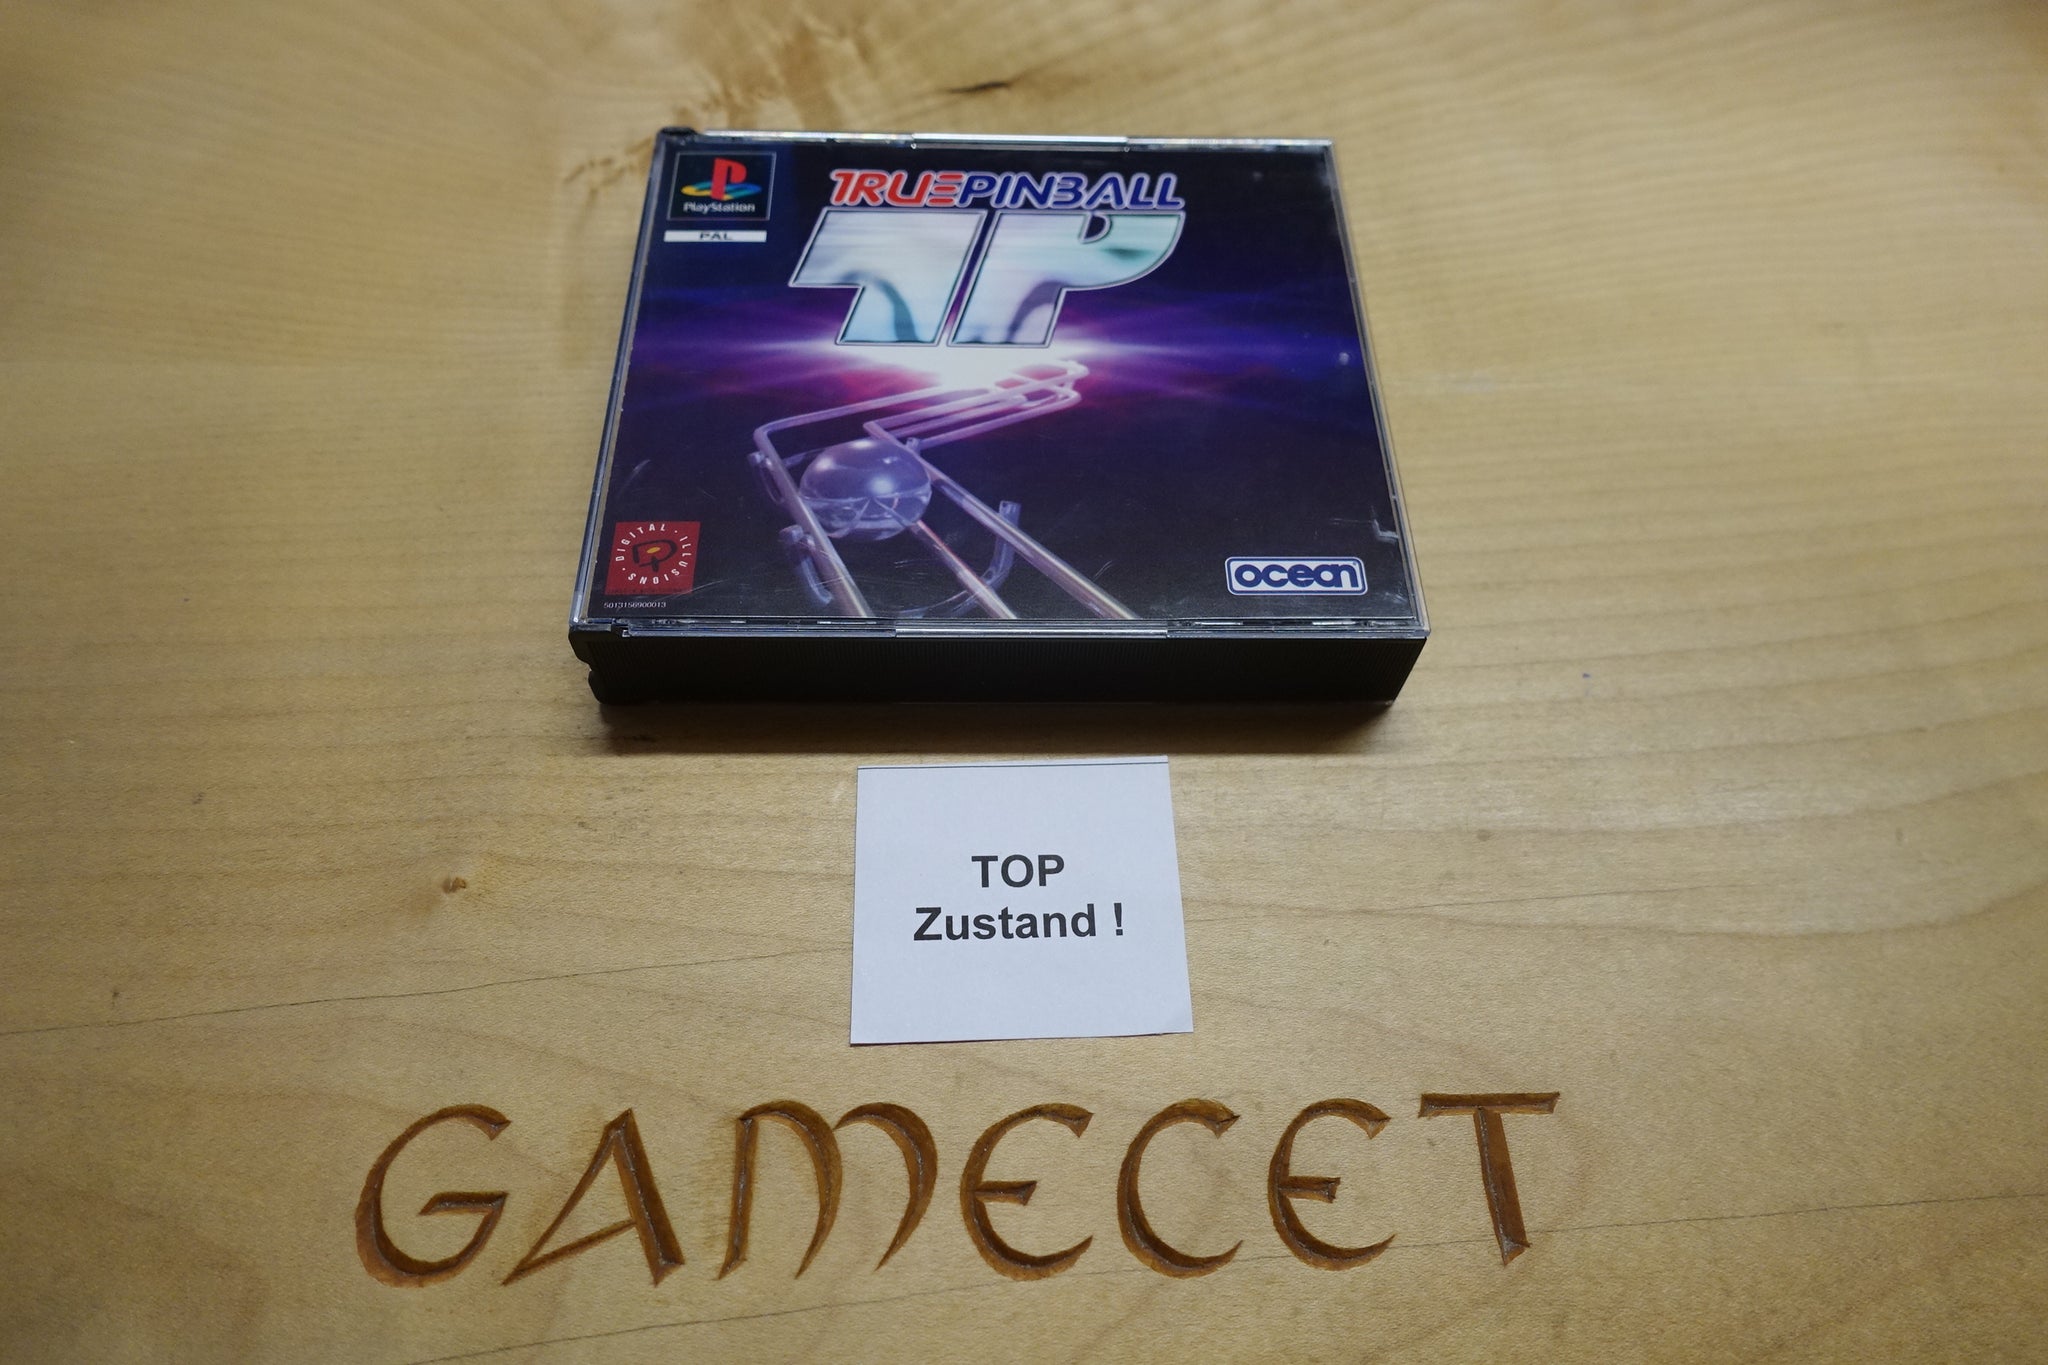 PlayStation
PAL
TRUEPINBALL
TP
DIGITAL · ILLUSIONS ·
5013156900013
ocean
TOP
Zustand !
GAMECET